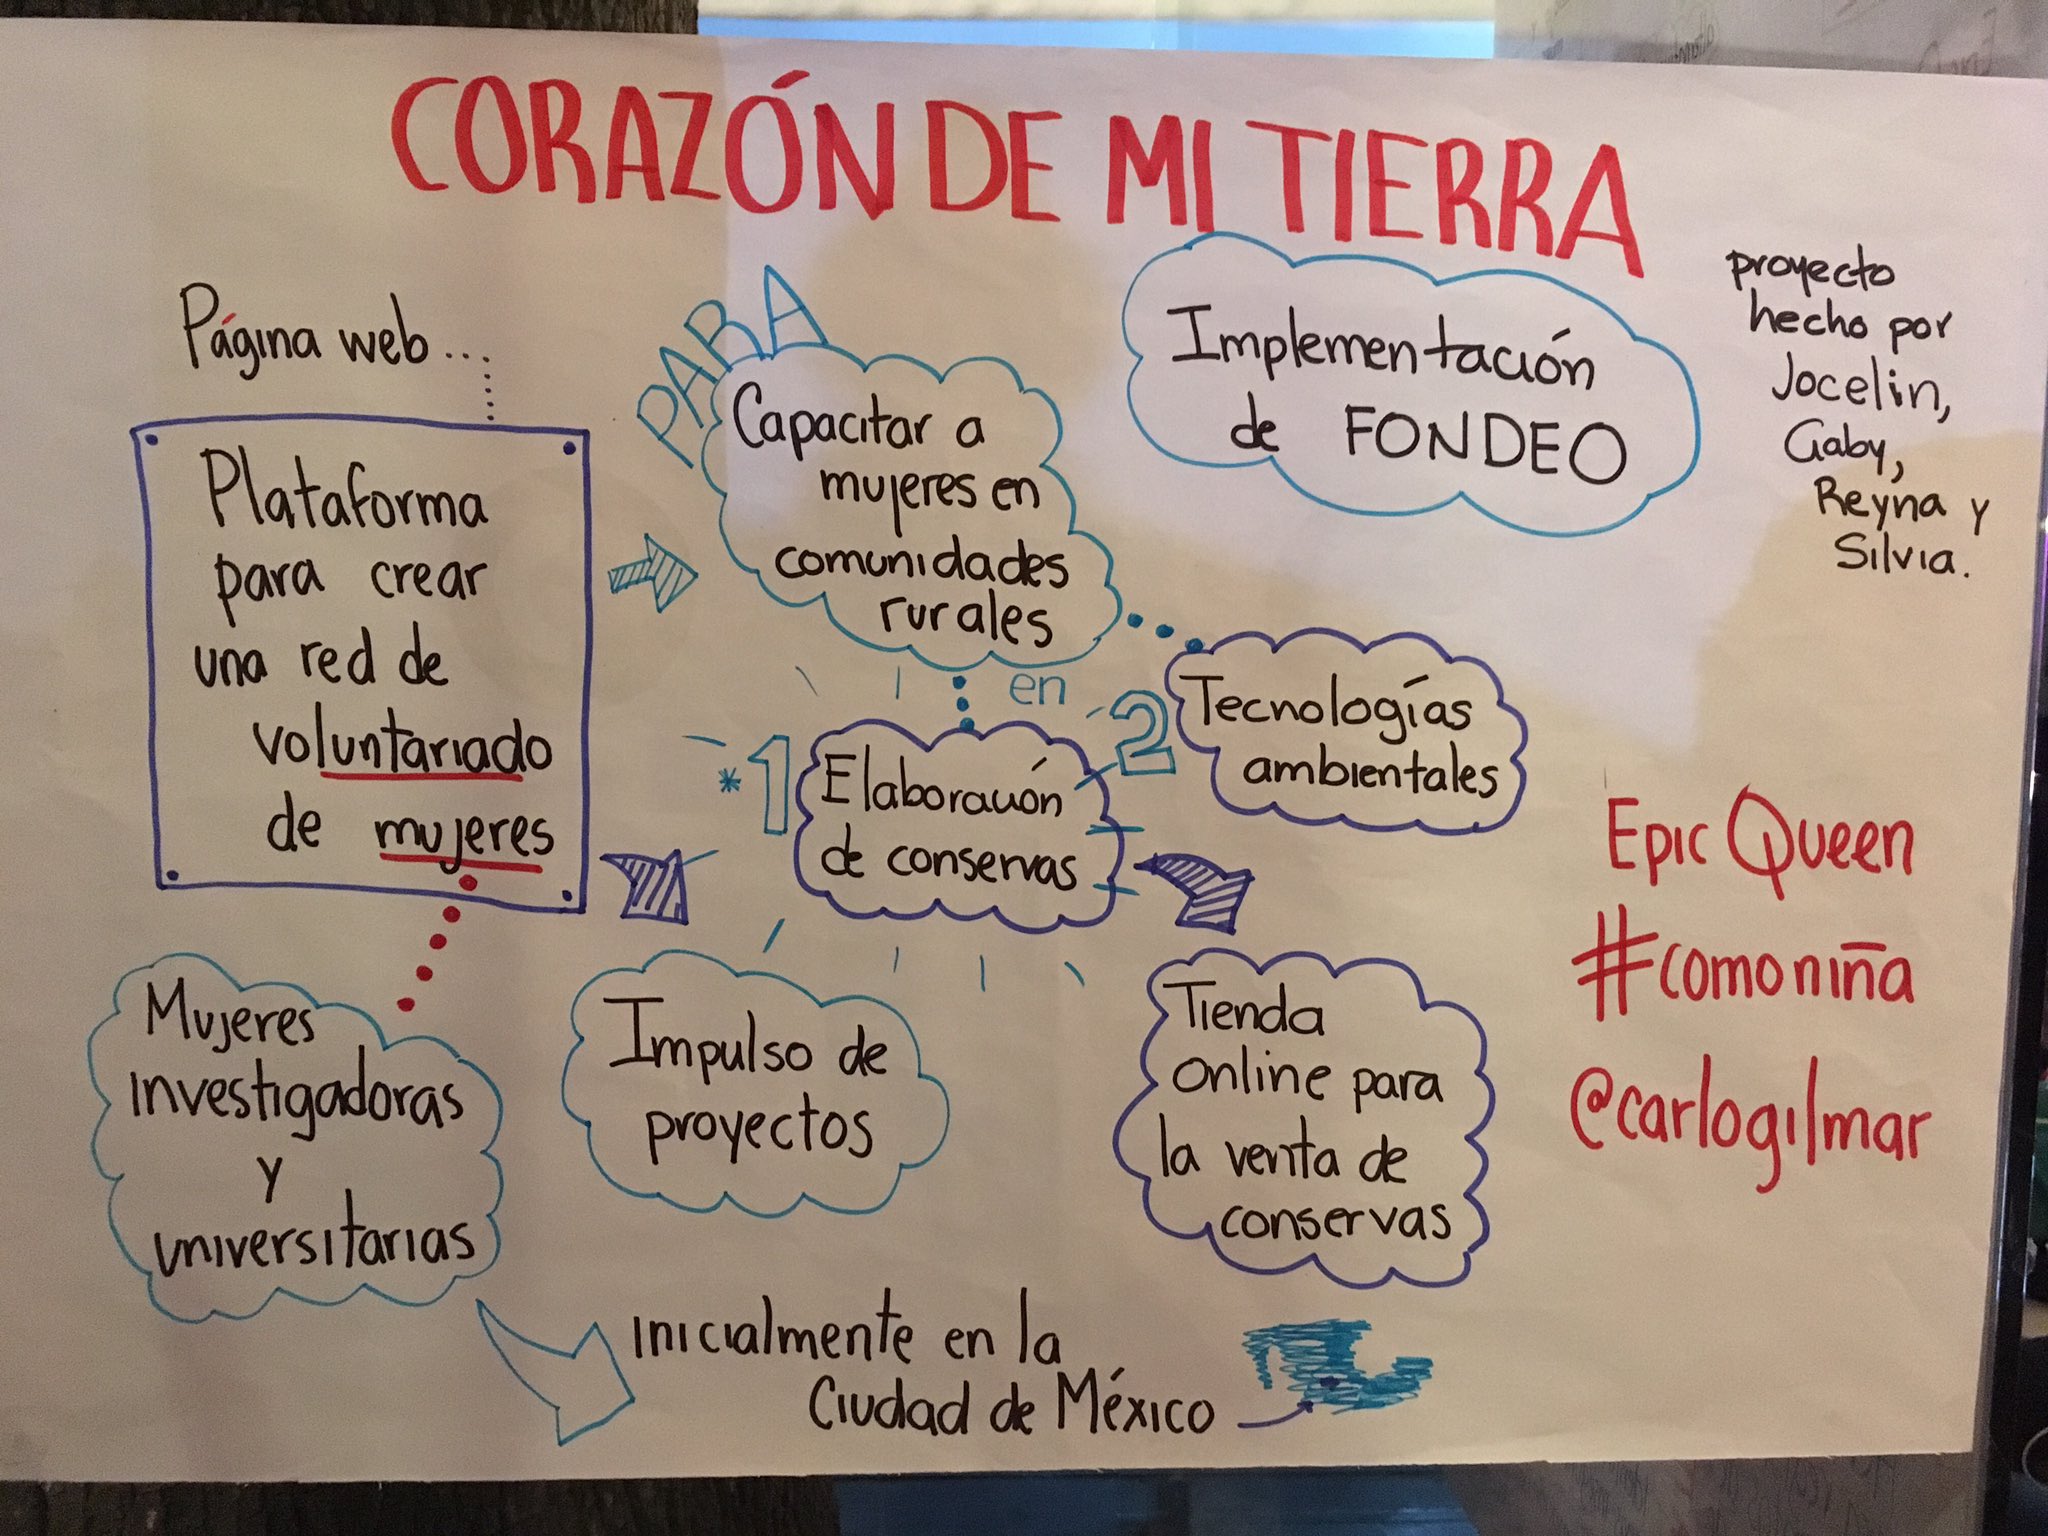 CORAZÓN DE MI TIERRA
Página web...
Plataforma
para crear
una red de
voluntariado
de mujeres
PARA
Capacitar a
mujeres en
comunidades
rurales
Implementación
de FONDEO
proyecto
hecho por
Jocelin,
Gaby,
Reyna y
Silvia.
en
*1
Elaboración
de conservas
2
Tecnologías
ambientales
Mujeres
investigadoras
y
universitarias
Impulso de
proyectos
Tienda
online para
la venta de
conservas
Epic Queen
#comoniña
@carlogilmar
inicialmente en la
Ciudad de México